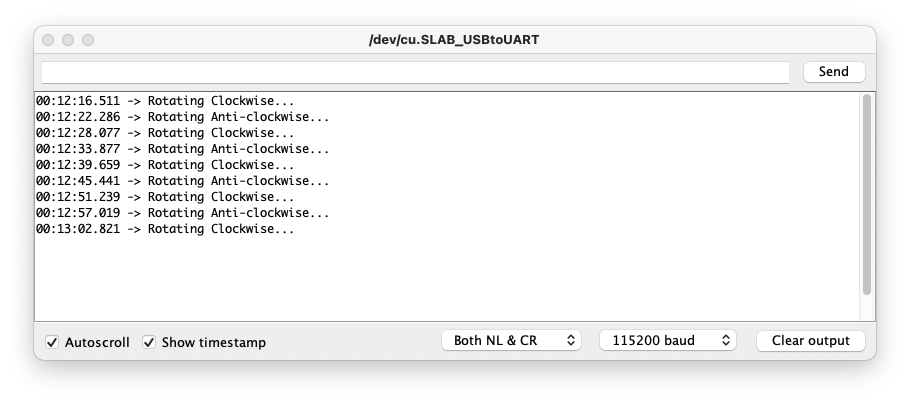 /dev/cu.SLAB_USBtoUART
Send
00:12:16.511 -> Rotating Clockwise...
00:12:22.286 -> Rotating Anti-clockwise...
00:12:28.077 -> Rotating Clockwise...
00:12:33.877 -> Rotating Anti-clockwise...
00:12:39.659 -> Rotating Clockwise...
00:12:45.441 -> Rotating Anti-clockwise...
00:12:51.239 -> Rotating Clockwise...
00:12:57.019 -> Rotating Anti-clockwise...
00:13:02.821 -> Rotating Clockwise...
Autoscroll Show timestamp Both NL & CR 115200 baud Clear output